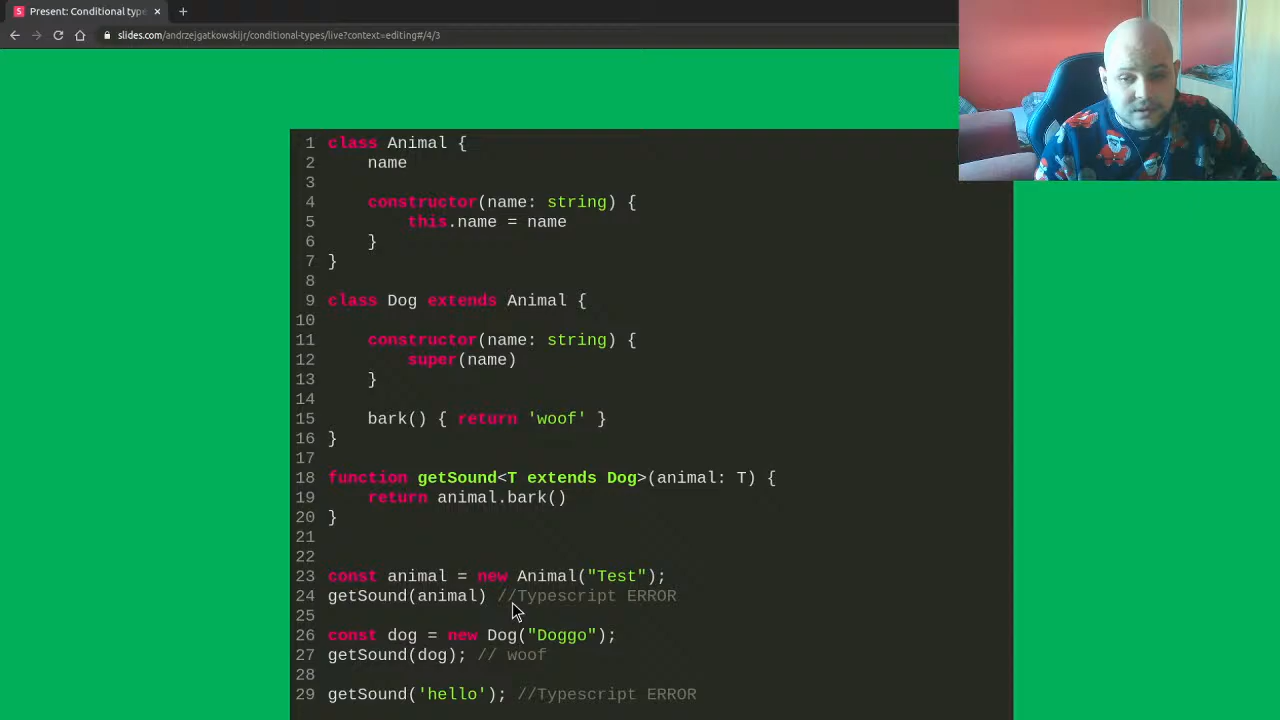 Present: Conditional type
slides.com/andrzejgatkowskijr/conditional-types/live?context=editing#/4/3
1 class Animal {
2 name
3
4 constructor(name: string) {
5 this.name = name
6 }
7 }
8
9 class Dog extends Animal {
10
11 constructor(name: string) {
12 super(name)
13 }
14
15 bark() { return 'woof' }
16 }
17
18 function getSound<T extends Dog>(animal: T) {
19 return animal.bark()
20 }
21
22
23 const animal = new Animal("Test");
24 getSound(animal) //Typescript ERROR
25
26 const dog = new Dog("Doggo");
27 getSound(dog); // woof
28
29 getSound('hello'); //Typescript ERROR